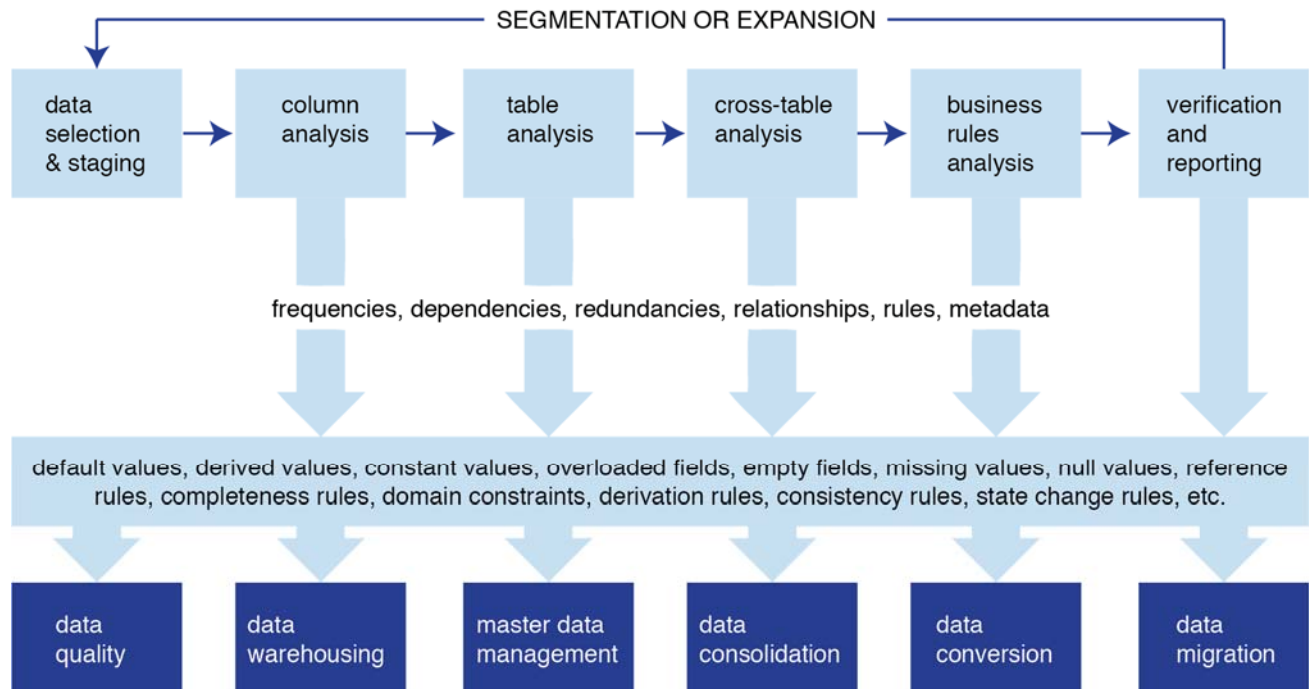 SEGMENTATION OR EXPANSION
data
selection
& staging
column
analysis
table
analysis
cross-table
analysis
business
rules
analysis
verification
and
reporting
frequencies, dependencies, redundancies, relationships, rules, metadata
default values, derived values, constant values, overloaded fields, empty fields, missing values, null values, reference
rules, completeness rules, domain constraints, derivation rules, consistency rules, state change rules, etc.
data
quality
data
warehousing
master data
management
data
consolidation
data
conversion
data
migration